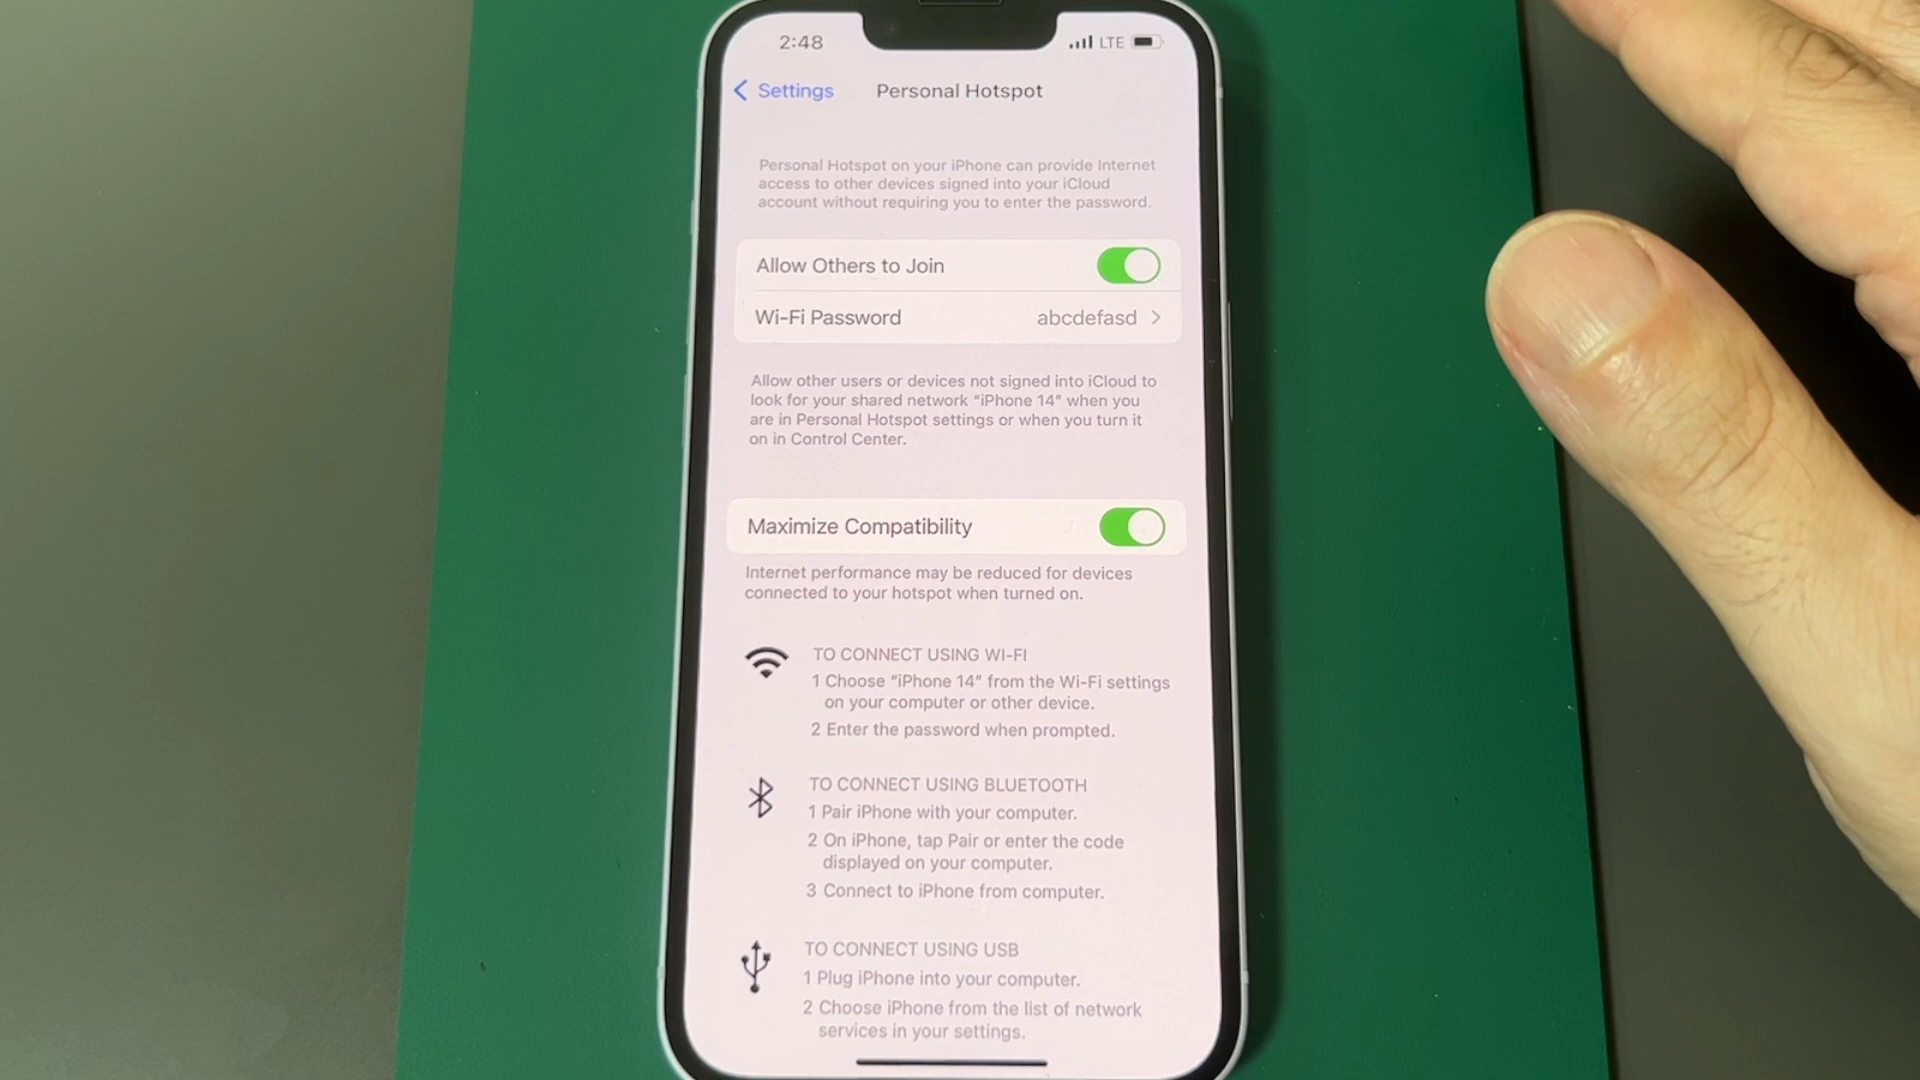 2:48
LTE
Settings
Personal Hotspot
Personal Hotspot on your iPhone can provide Internet
access to other devices signed into your iCloud
account without requiring you to enter the password.
Allow Others to Join
Wi-Fi Password abcdefasd
Allow other users or devices not signed into iCloud to
look for your shared network “iPhone 14” when you
are in Personal Hotspot settings or when you turn it
on in Control Center.
Maximize Compatibility
Internet performance may be reduced for devices
connected to your hotspot when turned on.
TO CONNECT USING WI-FI
1 Choose “iPhone 14” from the Wi-Fi settings
on your computer or other device.
2 Enter the password when prompted.
TO CONNECT USING BLUETOOTH
1 Pair iPhone with your computer.
2 On iPhone, tap Pair or enter the code
displayed on your computer.
3 Connect to iPhone from computer.
TO CONNECT USING USB
1 Plug iPhone into your computer.
2 Choose iPhone from the list of network
services in your settings.